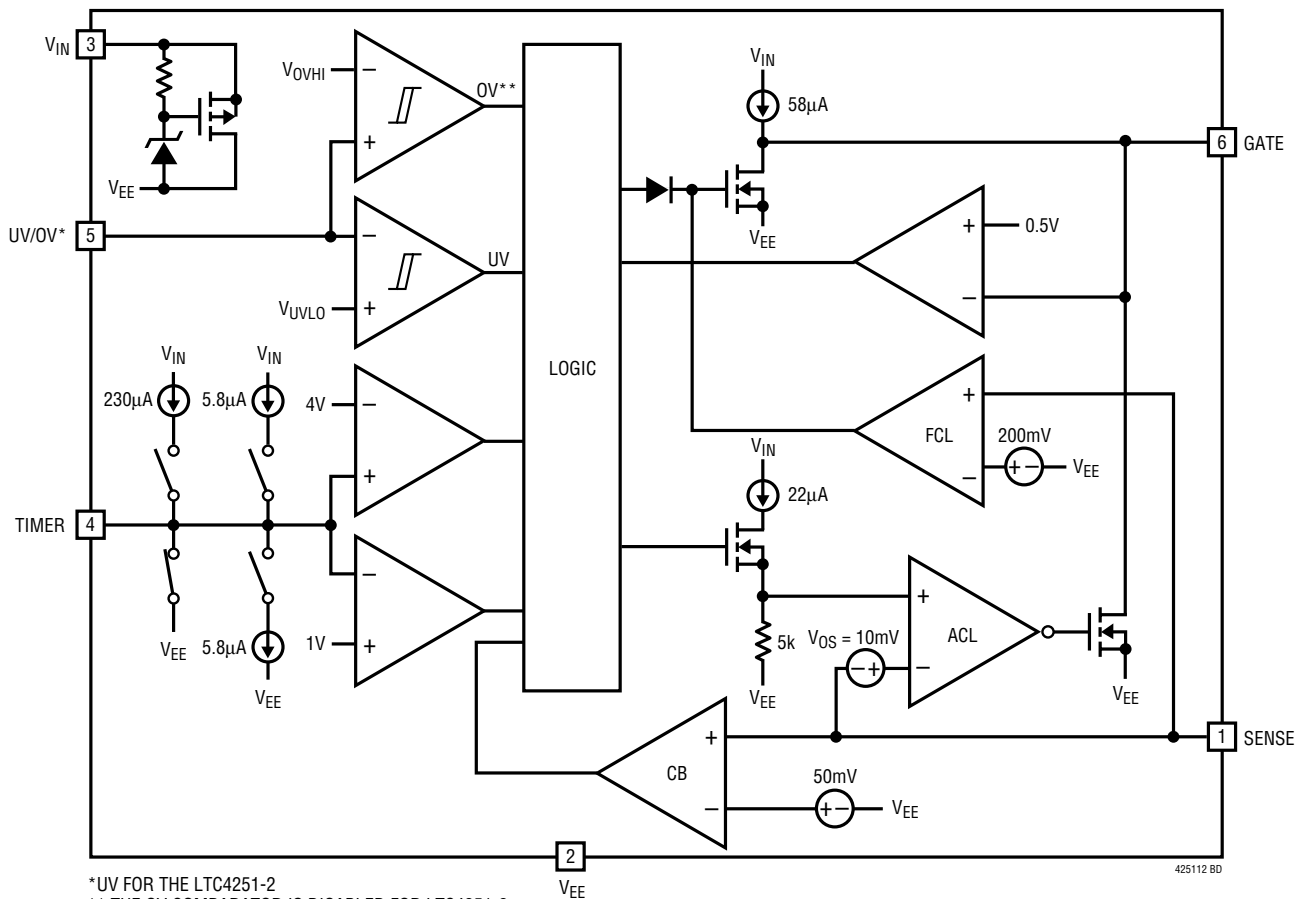 VIN 3
VOVHI
−
+
OV**
VIN
58µA
6 GATE
VEE
UV/OV* 5
−
+
UV
VUVLO
VEE
+
−
0.5V
LOGIC
VIN
VIN
230µA
5.8µA
4V
−
+
FCL
+
−
200mV
+ −
VEE
VIN
22µA
TIMER 4
−
+
1V
VEE
5.8µA
VEE
5k
VEE
VOS = 10mV
− +
+
−
ACL
VEE
1 SENSE
CB
+
−
50mV
+ −
VEE
2
VEE
425112 BD
*UV FOR THE LTC4251-2